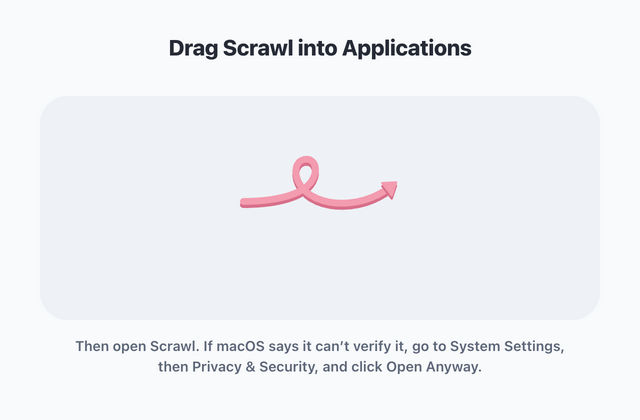 Drag Scrawl into Applications
Then open Scrawl. If macOS says it can’t verify it, go to System Settings,
then Privacy & Security, and click Open Anyway.